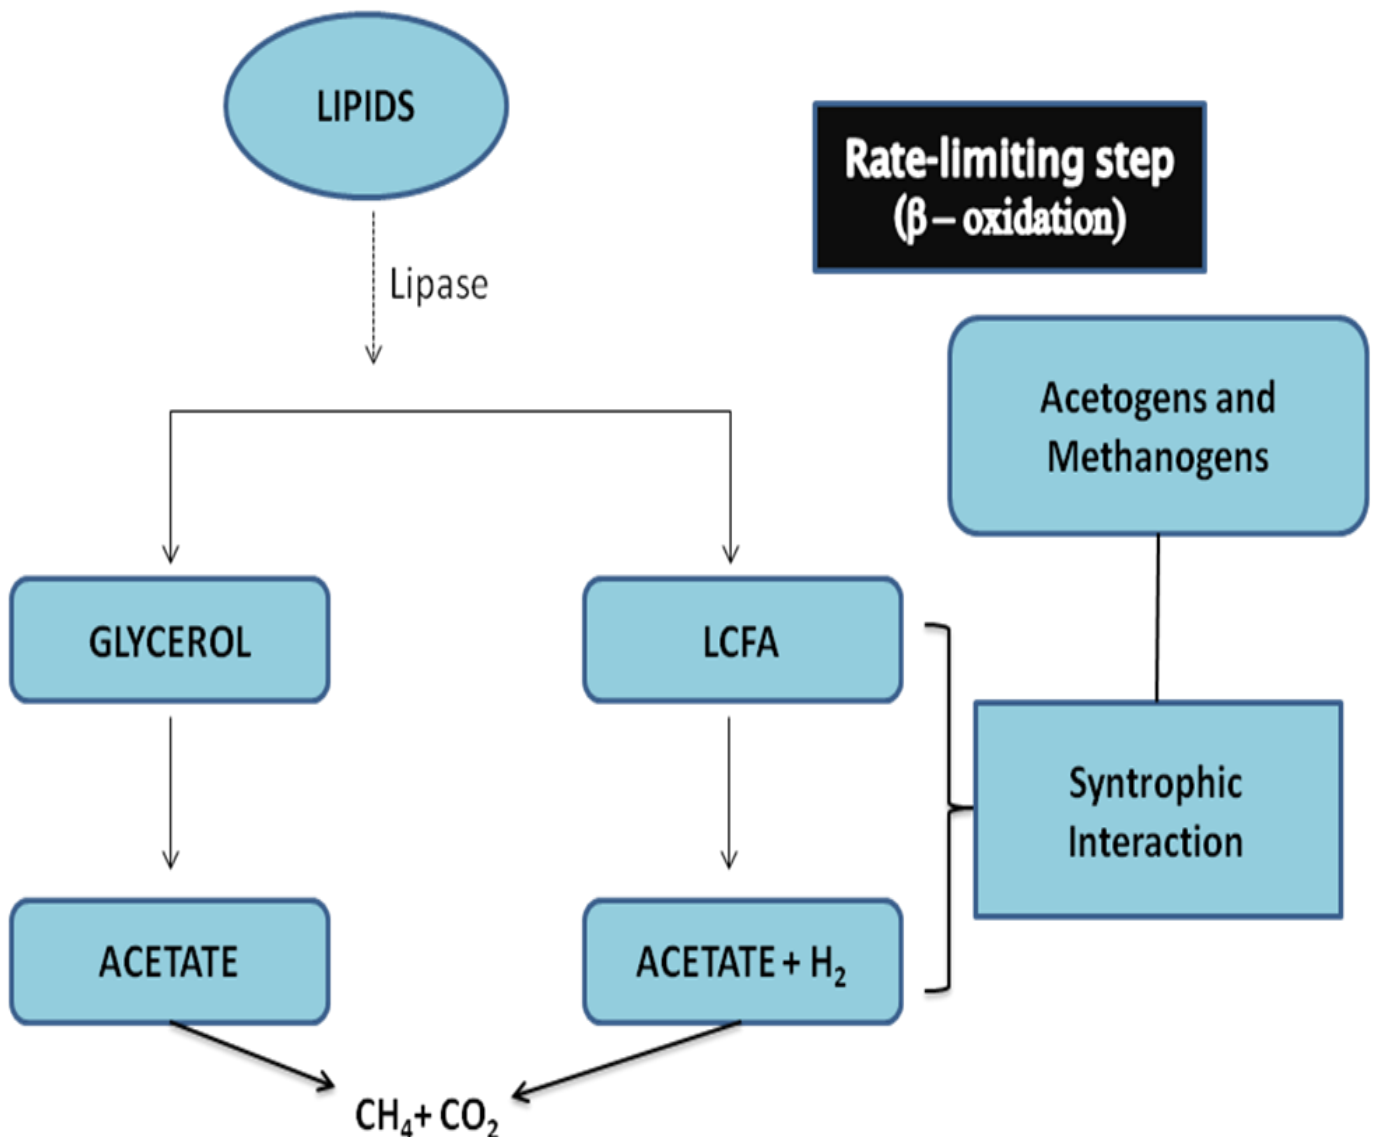 LIPIDS
Rate-limiting step
(β – oxidation)
Lipase
Acetogens and
Methanogens
GLYCEROL
LCFA
Syntrophic
Interaction
ACETATE
ACETATE + H₂
CH₄+ CO₂